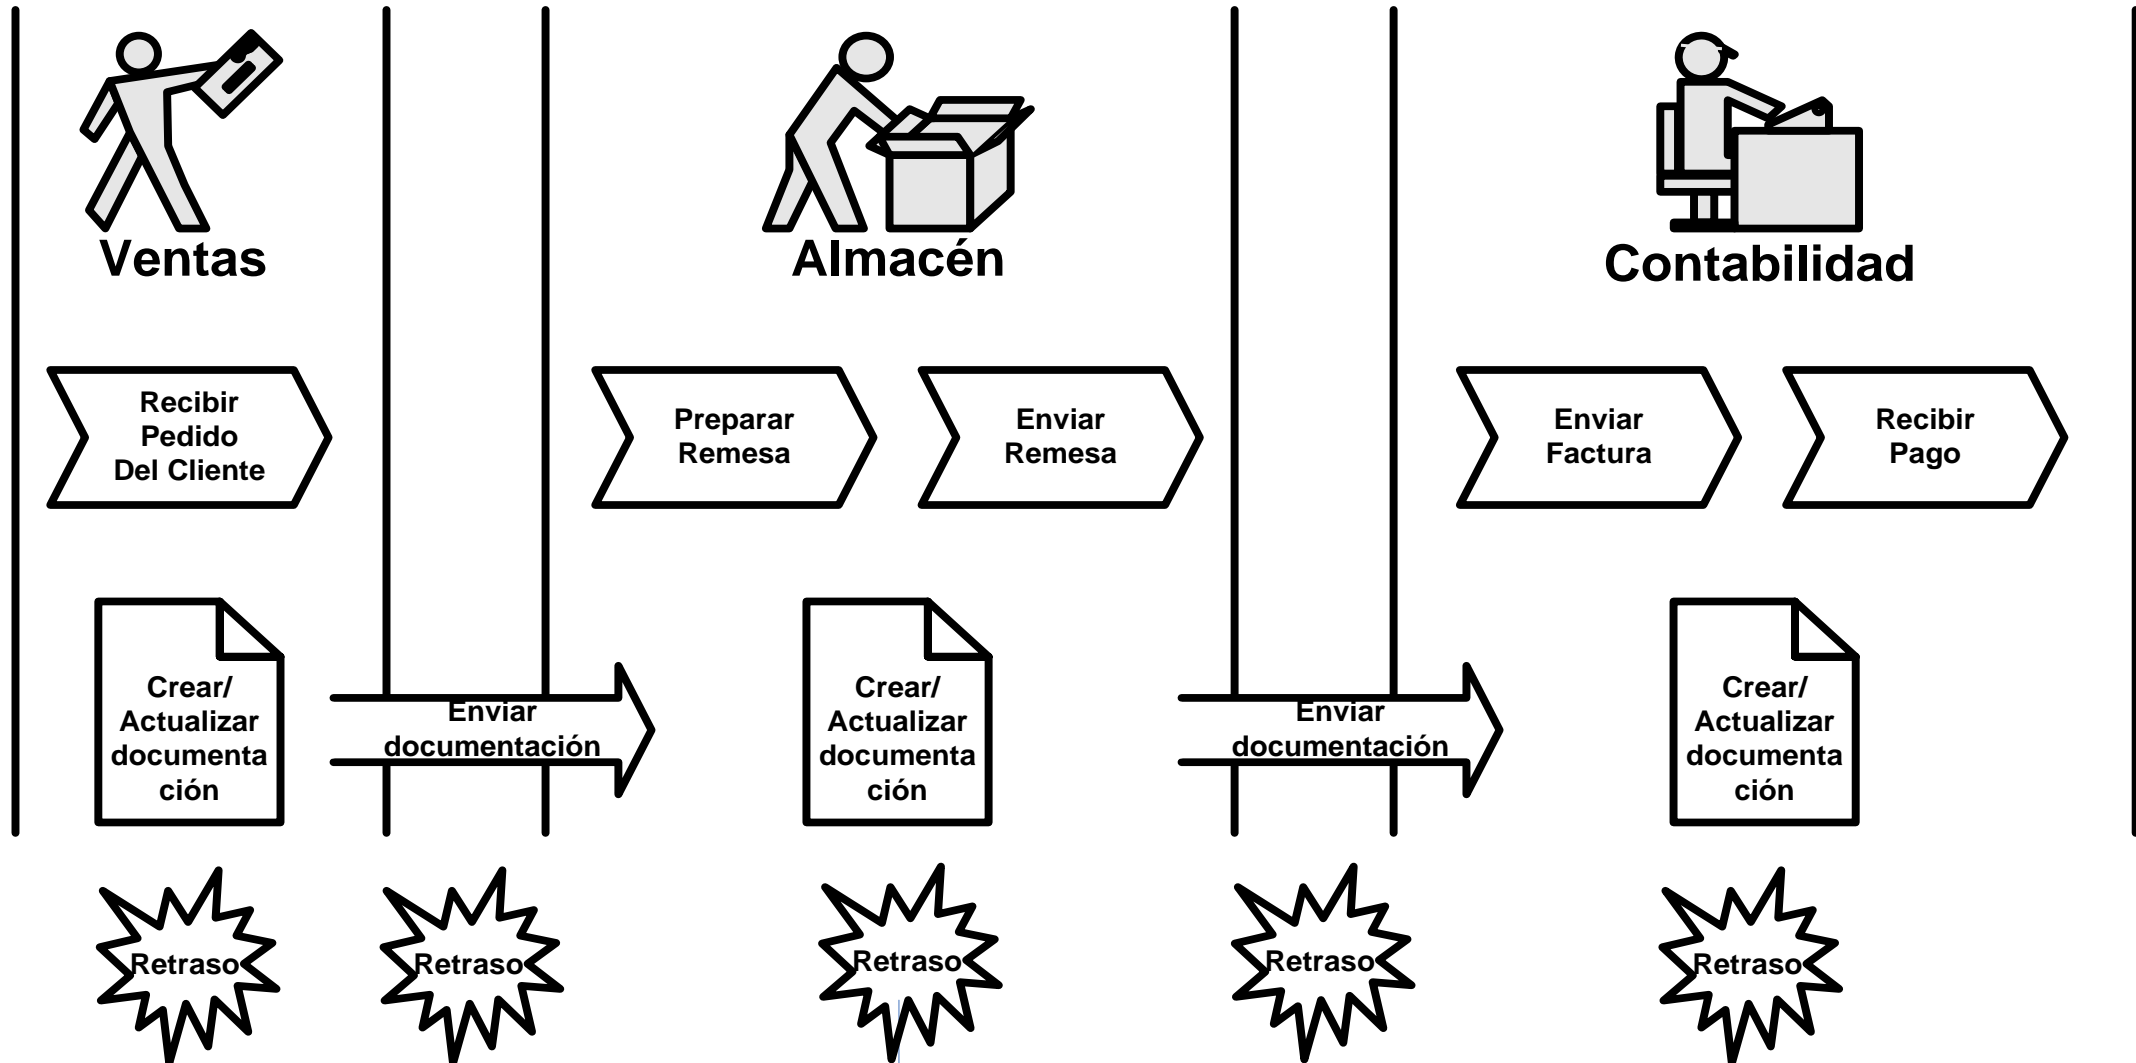 Ventas
Almacén
Contabilidad
Recibir
Pedido
Del Cliente
Preparar
Remesa
Enviar
Remesa
Enviar
Factura
Recibir
Pago
Crear/
Actualizar
documenta
ción
Enviar
documentación
Crear/
Actualizar
documenta
ción
Enviar
documentación
Crear/
Actualizar
documenta
ción
Retraso
Retraso
Retraso
Retraso
Retraso